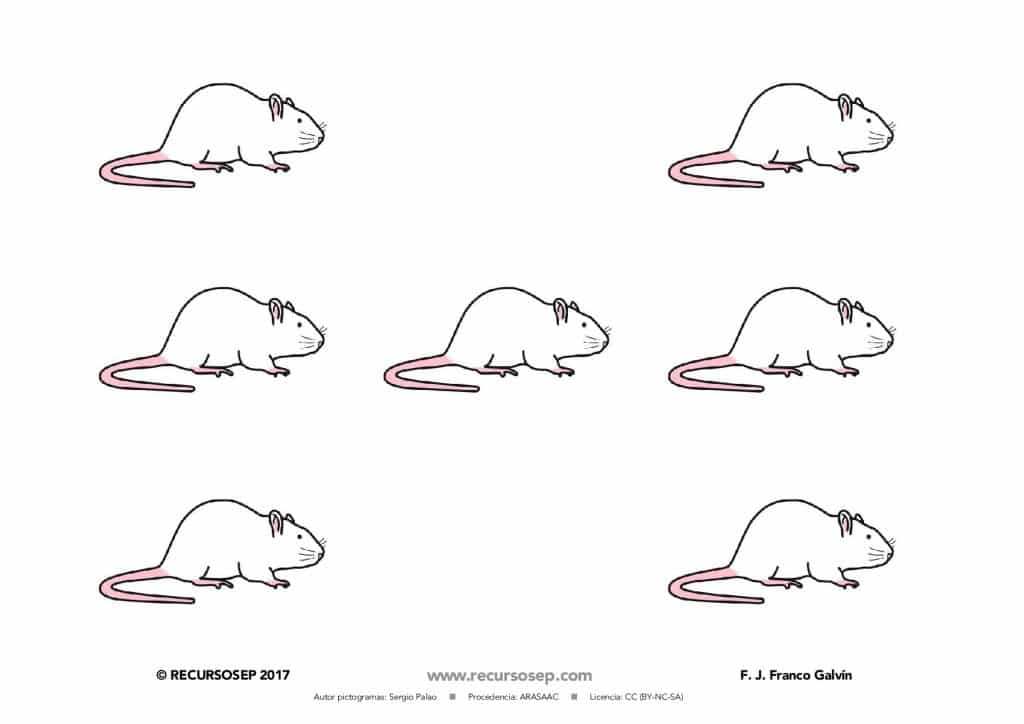 © RECURSOSEP 2017 www.recursosep.com F. J. Franco Galvín
Autor pictogramas: Sergio Palao ■ Procedencia: ARASAAC ■ Licencia: CC (BY-NC-SA)